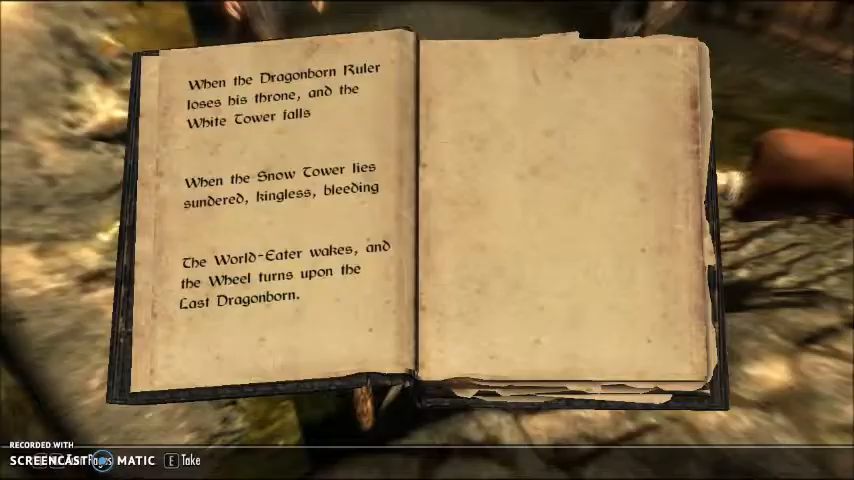 When the Dragonborn Ruler
loses his throne, and the
White Tower falls
When the Snow Tower lies
sundered, kingless, bleeding
The World-Eater wakes, and
the Wheel turns upon the
Last Dragonborn.
RECORDED WITH
SCREENCAST MATIC
Pages
E Take